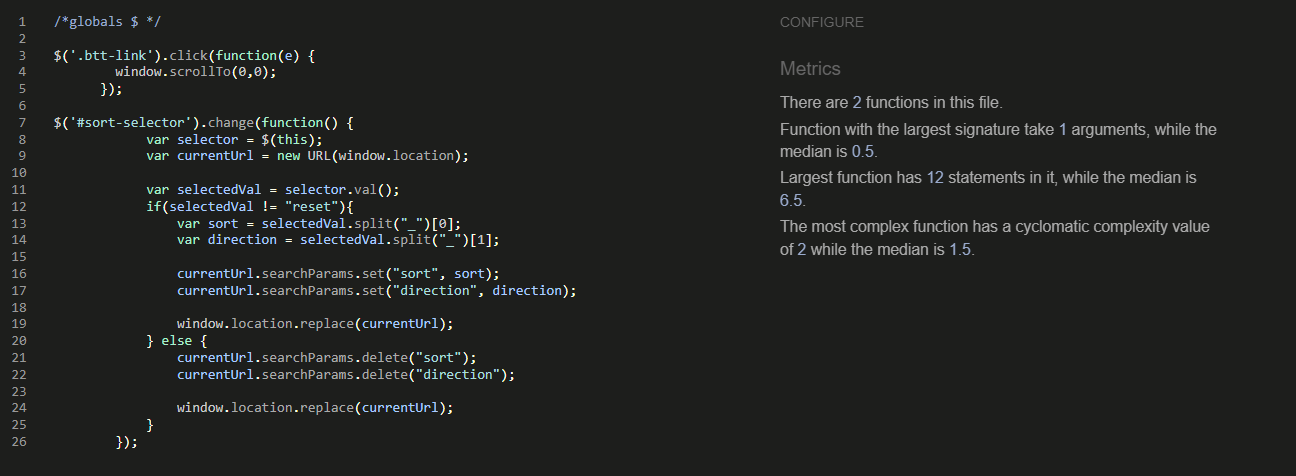 1 /*globals $ */
2
3 $('.btt-link').click(function(e) {
4 window.scrollTo(0,0);
5 });
6
7 $('#sort-selector').change(function() {
8 var selector = $(this);
9 var currentUrl = new URL(window.location);
10
11 var selectedVal = selector.val();
12 if(selectedVal != "reset"){
13 var sort = selectedVal.split("_")[0];
14 var direction = selectedVal.split("_")[1];
15
16 currentUrl.searchParams.set("sort", sort);
17 currentUrl.searchParams.set("direction", direction);
18
19 window.location.replace(currentUrl);
20 } else {
21 currentUrl.searchParams.delete("sort");
22 currentUrl.searchParams.delete("direction");
23
24 window.location.replace(currentUrl);
25 }
26 });
CONFIGURE
Metrics
There are 2 functions in this file.
Function with the largest signature take 1 arguments, while the
median is 0.5.
Largest function has 12 statements in it, while the median is
6.5.
The most complex function has a cyclomatic complexity value
of 2 while the median is 1.5.